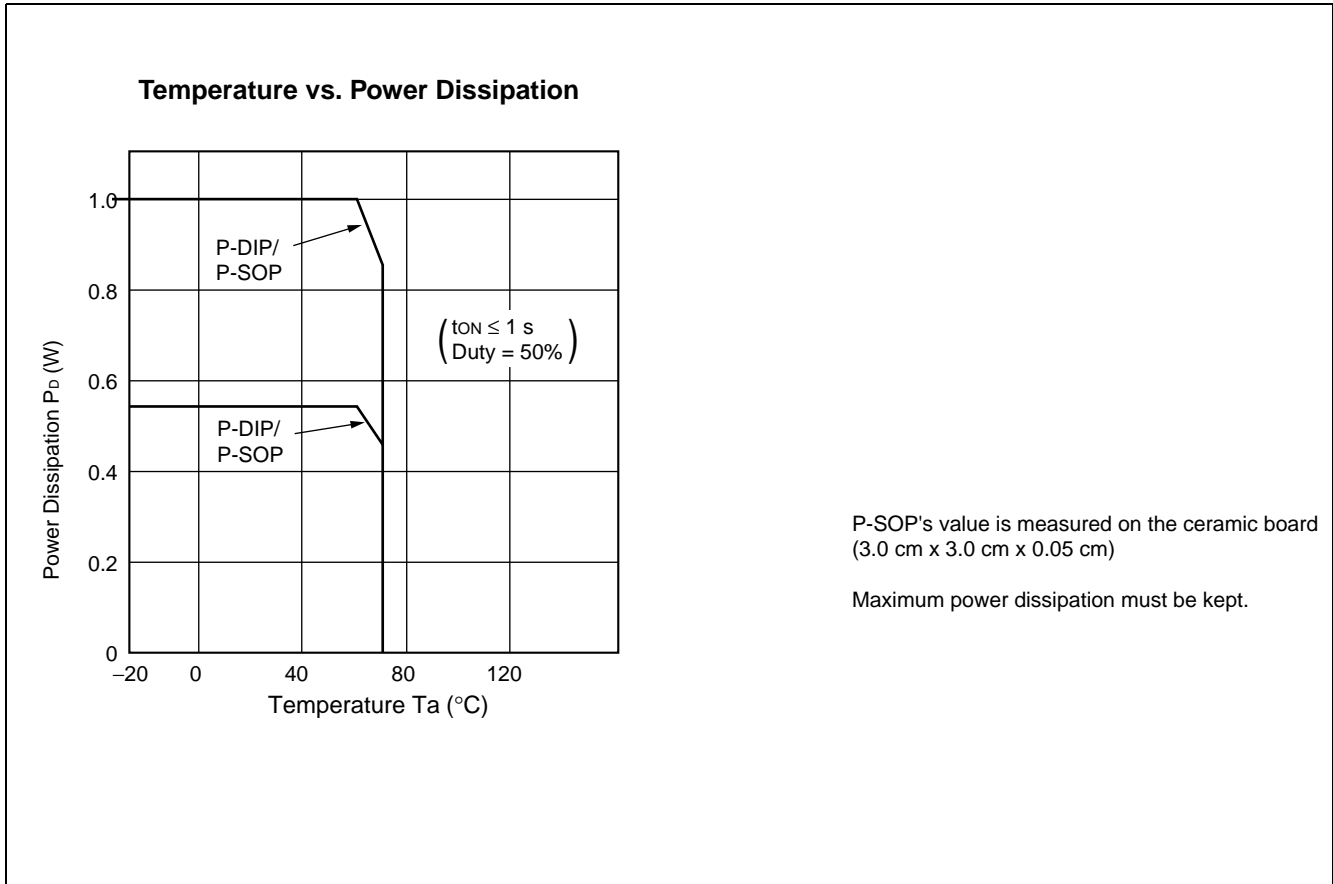 Temperature vs. Power Dissipation
1.0
0.8
0.6
0.4
0.2
0
Power Dissipation PD (W)
P-DIP/
P-SOP
(tON ≤ 1 s
Duty = 50%)
P-DIP/
P-SOP
–20 0 40 80 120
Temperature Ta (°C)
P-SOP's value is measured on the ceramic board
(3.0 cm x 3.0 cm x 0.05 cm)
Maximum power dissipation must be kept.